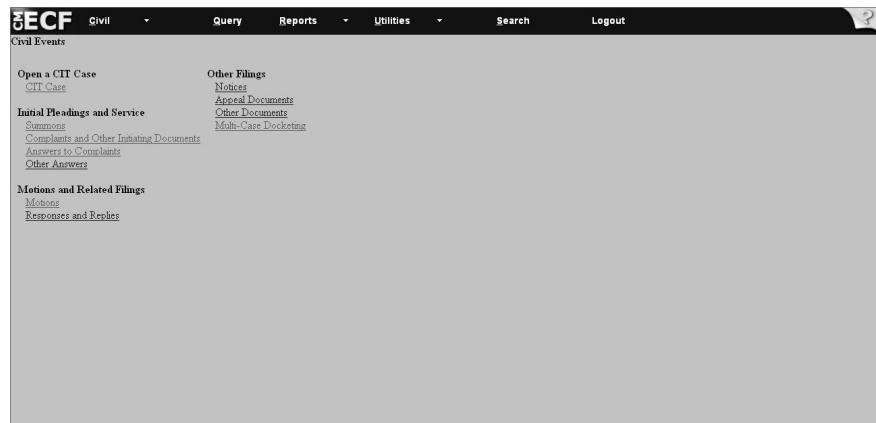 CM ECF Civil Query Reports Utilities Search Logout ?
Civil Events
Open a CIT Case
CIT Case
Initial Pleadings and Service
Summons
Complaints and Other Initiating Documents
Answers to Complaints
Other Answers
Motions and Related Filings
Motions
Responses and Replies
Other Filings
Notices
Appeal Documents
Other Documents
Multi-Case Docketing